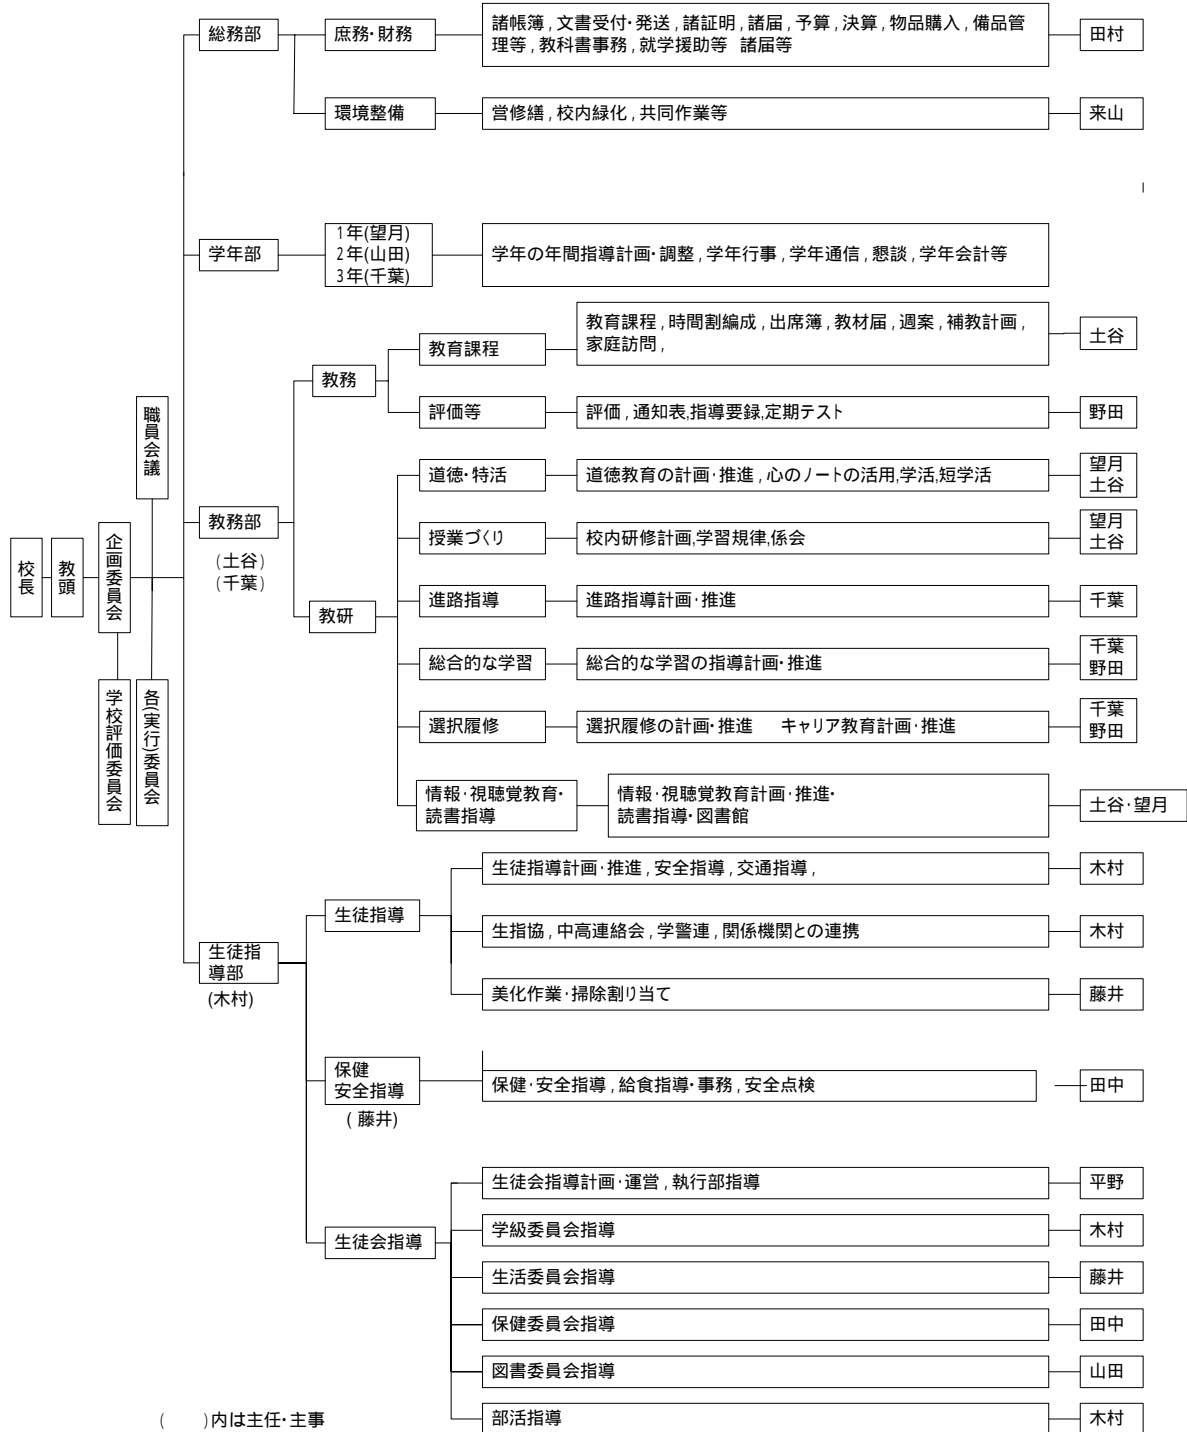 総務部
庶務・財務
諸帳簿,文書受付・発送,諸証明,諸届,予算,決算,物品購入,備品管
理等,教科書事務,就学援助等 諸届等
田村
環境整備
営修繕,校内緑化,共同作業等
来山
学年部
1年(望月)
2年(山田)
3年(千葉)
学年の年間指導計画・調整,学年行事,学年通信,懇談,学年会計等
教務
教育課程
教育課程,時間割編成,出席簿,教材届,週案,補教計画,
家庭訪問,
土谷
評価等
評価,通知表,指導要録,定期テスト
野田
校長
教頭
企画委員会
職員会議
学校評価委員会
各(実行)委員会
教務部
(土谷)
(千葉)
教研
道徳・特活
道徳教育の計画・推進,心のノートの活用,学活,短学活
望月
土谷
授業づくり
校内研修計画,学習規律,係会
望月
土谷
進路指導
進路指導計画・推進
千葉
総合的な学習
総合的な学習の指導計画・推進
千葉
野田
選択履修
選択履修の計画・推進 キャリア教育計画・推進
千葉
野田
情報・視聴覚教育・
読書指導
情報・視聴覚教育計画・推進・
読書指導・図書館
土谷・望月
生徒指
導部
(木村)
生徒指導
生徒指導計画・推進,安全指導,交通指導,
木村
生指協,中高連絡会,学警連,関係機関との連携
木村
美化作業・掃除割り当て
藤井
保健
安全指導
(藤井)
保健・安全指導,給食指導・事務,安全点検
田中
生徒会指導
生徒会指導計画・運営,執行部指導
平野
学級委員会指導
木村
生活委員会指導
藤井
保健委員会指導
田中
図書委員会指導
山田
部活指導
木村
(  )内は主任・主事